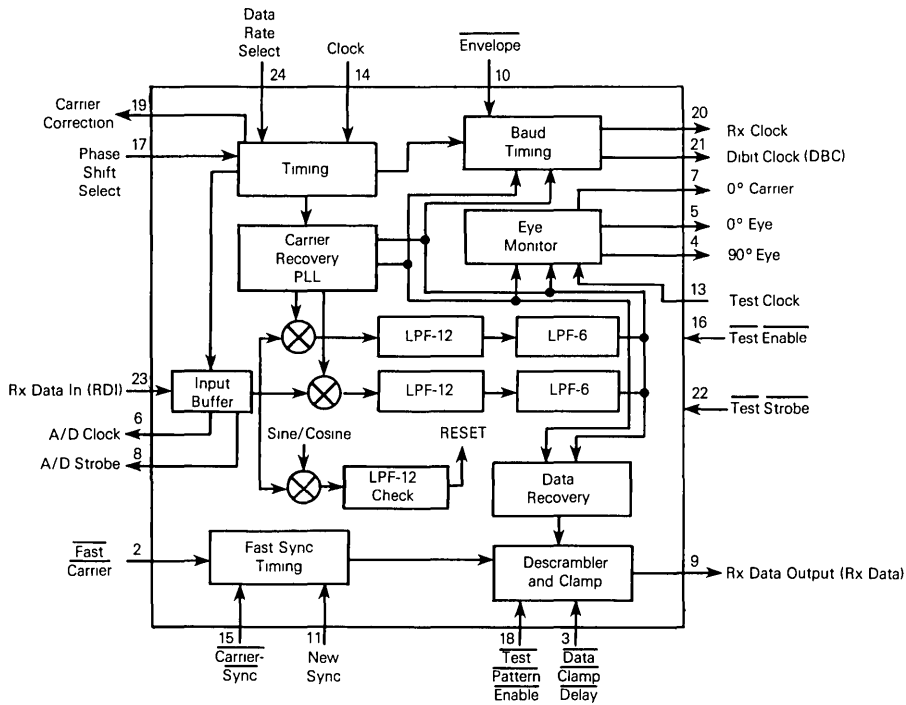 Data
Rate
Select
24
Clock
14
Envelope
10
19
Carrier
Correction
17
Phase
Shift
Select
Timing
Baud
Timing
20
Rx Clock
21
Dibit Clock (DBC)
7
0° Carrier
5
0° Eye
4
90° Eye
13
Test Clock
16
Test Enable
22
Test Strobe
Carrier
Recovery
PLL
Eye
Monitor
LPF-12
LPF-6
LPF-12
LPF-6
23
Rx Data In (RDI)
Input
Buffer
6
A/D Clock
8
A/D Strobe
Sine/Cosine
RESET
LPF-12
Check
Data
Recovery
2
Fast
Carrier
Fast Sync
Timing
Descrambler
and Clamp
9
Rx Data Output (Rx Data)
15
Carrier-
Sync
11
New
Sync
18
Test
Pattern
Enable
3
Data
Clamp
Delay